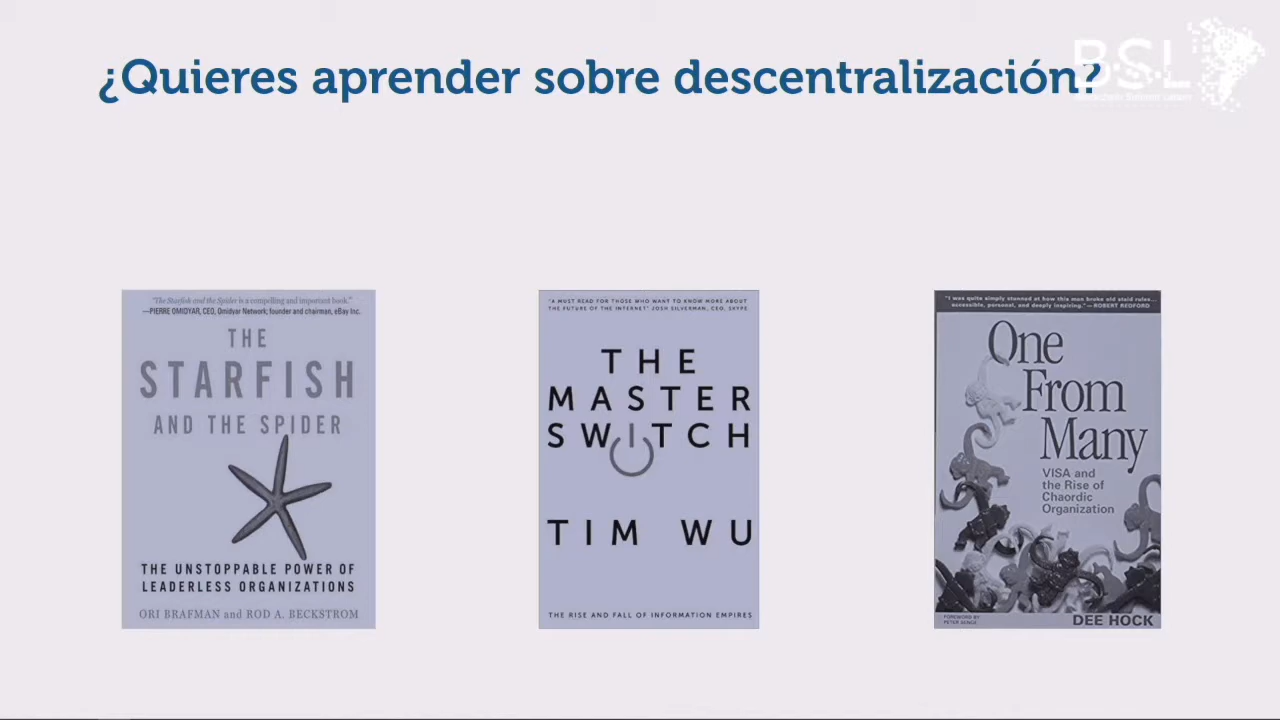 ¿Quieres aprender sobre descentralización?
B.S.L
"The Starfish and the Spider is a compelling and important book."
—PIERRE OMIDYAR, CEO, Omidyar Network; founder and chairman, eBay Inc.
THE
STARFISH
AND THE SPIDER
THE UNSTOPPABLE POWER OF
LEADERLESS ORGANIZATIONS
ORI BRAFMAN and ROD A. BECKSTROM
"A MUST READ FOR THOSE WHO WANT TO KNOW MORE ABOUT
THE FUTURE OF THE INTERNET" JOSH SILVERMAN, CEO, SKYPE
THE
MASTER
SWITCH
TIM WU
THE RISE AND FALL OF INFORMATION EMPIRES
"I was quite simply stunned at how this man broke old staid rules...
accessible, personal, and deeply inspiring."—ROBERT REDFORD
One
From
Many
VISA and
the Rise of
Chaordic
Organization
FOREWORD BY
PETER SENGE
DEE HOCK